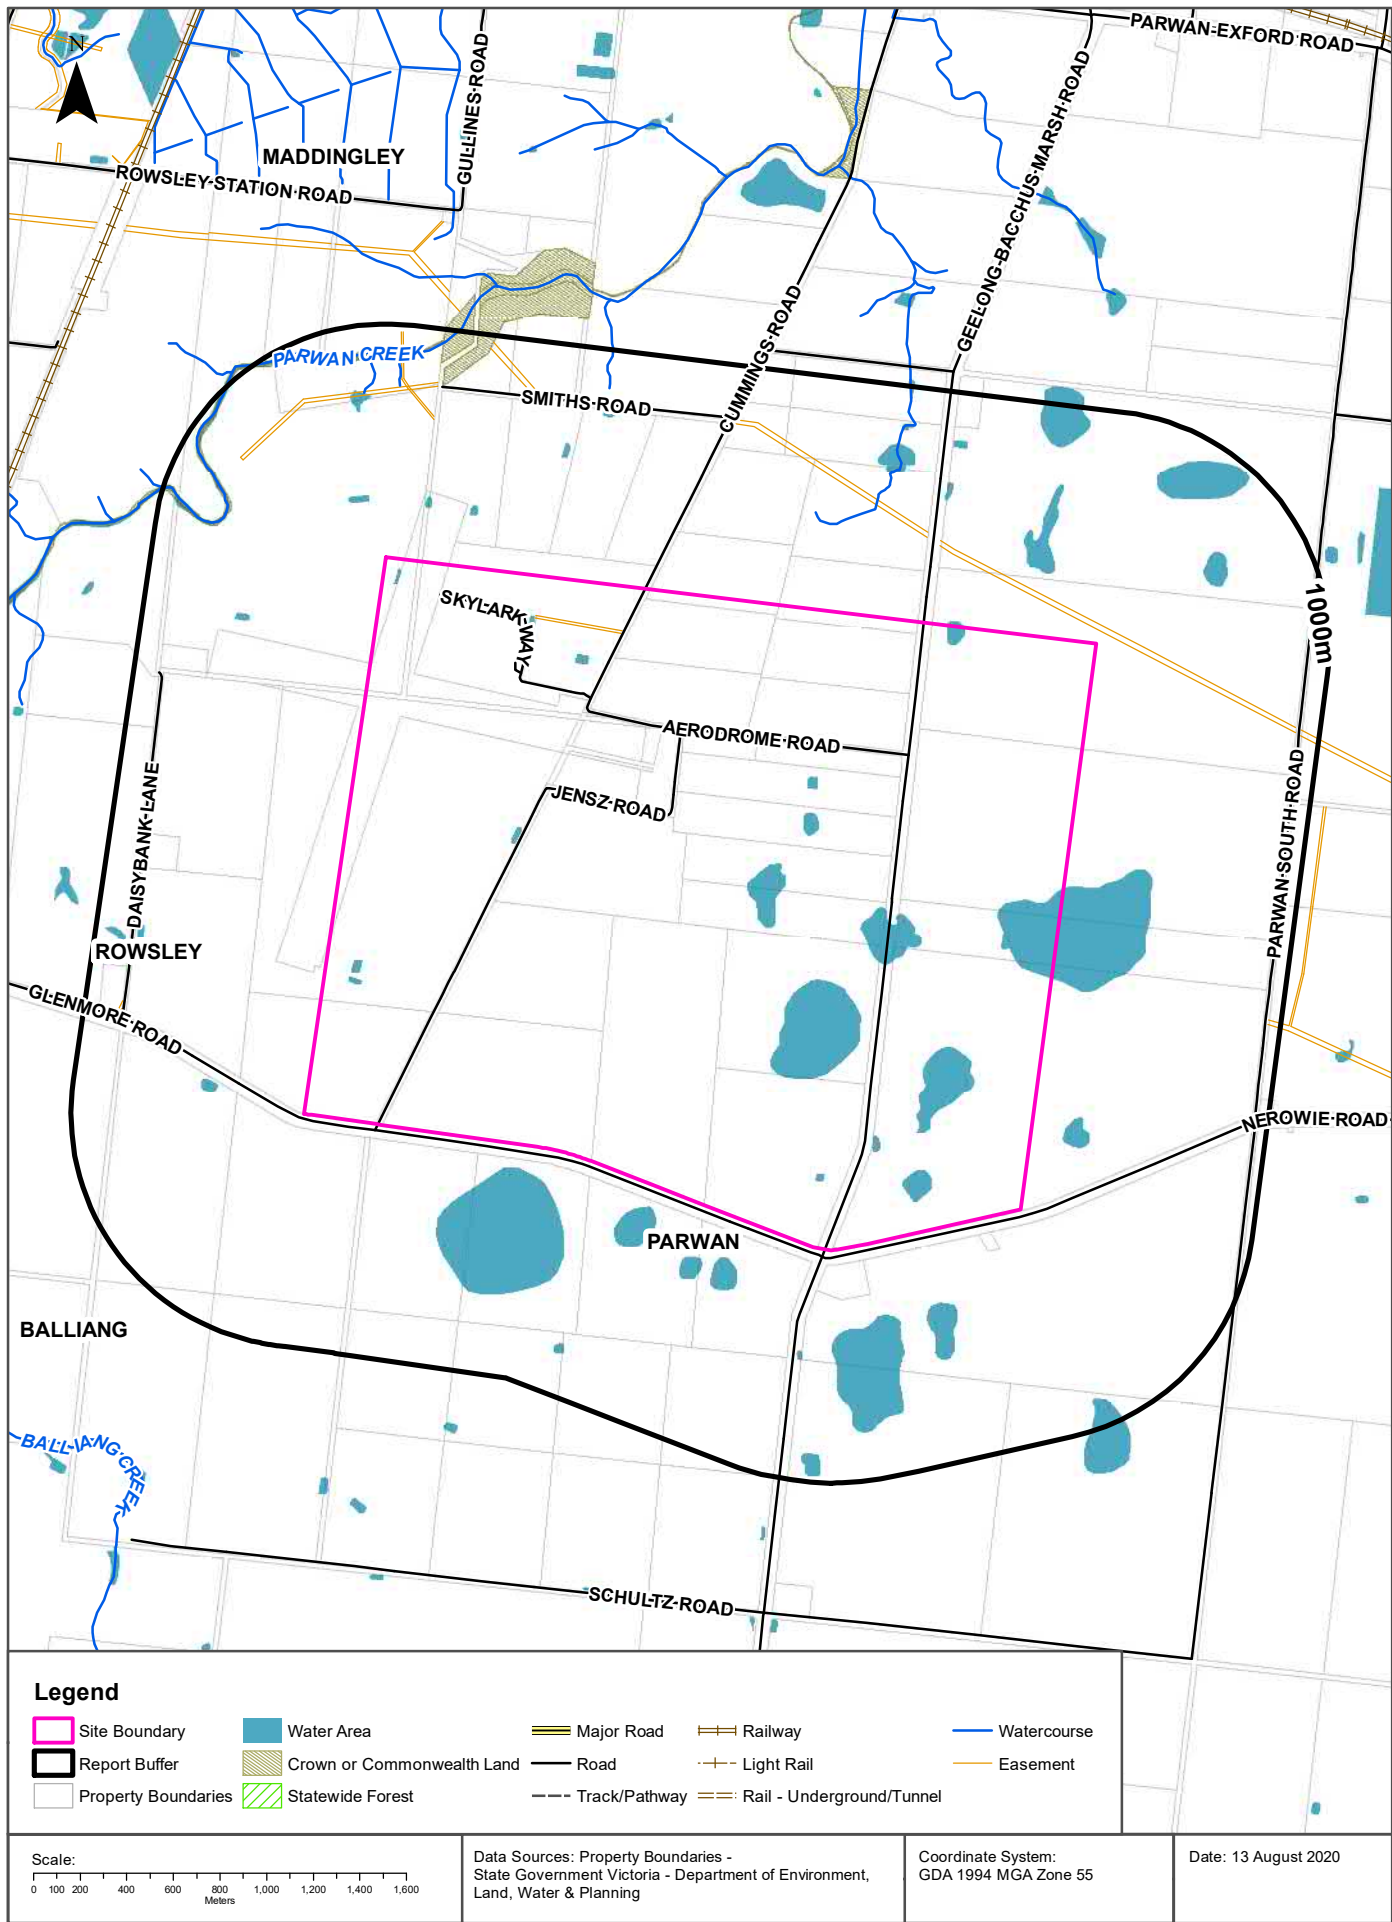 N
PARWAN-EXFORD ROAD
GULLINES ROAD
GEELONG-BACCHUS MARSH ROAD
MADDINGLEY
ROWSLEY STATION ROAD
CUMMINGS ROAD
PARWAN CREEK
SMITHS ROAD
1000m
SKYLARK WAY
AERODROME ROAD
JENSZ ROAD
DAISYBANK LANE
PARWAN SOUTH ROAD
ROWSLEY
GLENMORE ROAD
NEROWIE ROAD
PARWAN
BALLIANG
BALLIANG CREEK
SCHULTZ ROAD
Legend
Site Boundary
Water Area
Major Road
Railway
Watercourse
Report Buffer
Crown or Commonwealth Land
Road
Light Rail
Easement
Property Boundaries
Statewide Forest
Track/Pathway
Rail - Underground/Tunnel
Scale:
0 100 200 400 600 800 1,000 1,200 1,400 1,600
Meters
Data Sources: Property Boundaries -
State Government Victoria - Department of Environment,
Land, Water & Planning
Coordinate System:
GDA 1994 MGA Zone 55
Date: 13 August 2020